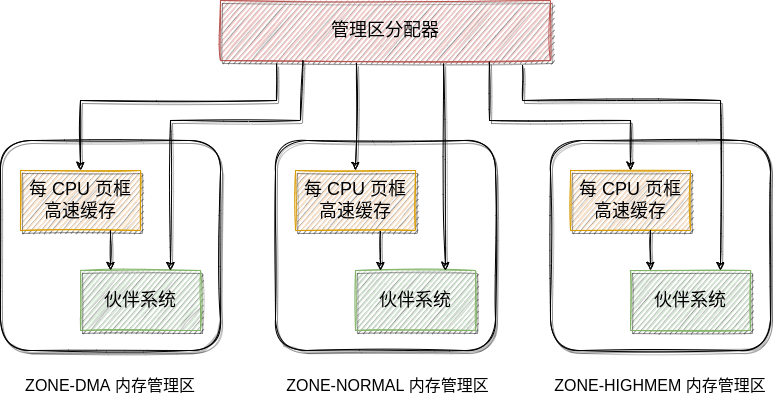 管理区分配器
每 CPU 页框
高速缓存
每 CPU 页框
高速缓存
每 CPU 页框
高速缓存
伙伴系统
伙伴系统
伙伴系统
ZONE-DMA 内存管理区
ZONE-NORMAL 内存管理区
ZONE-HIGHMEM 内存管理区